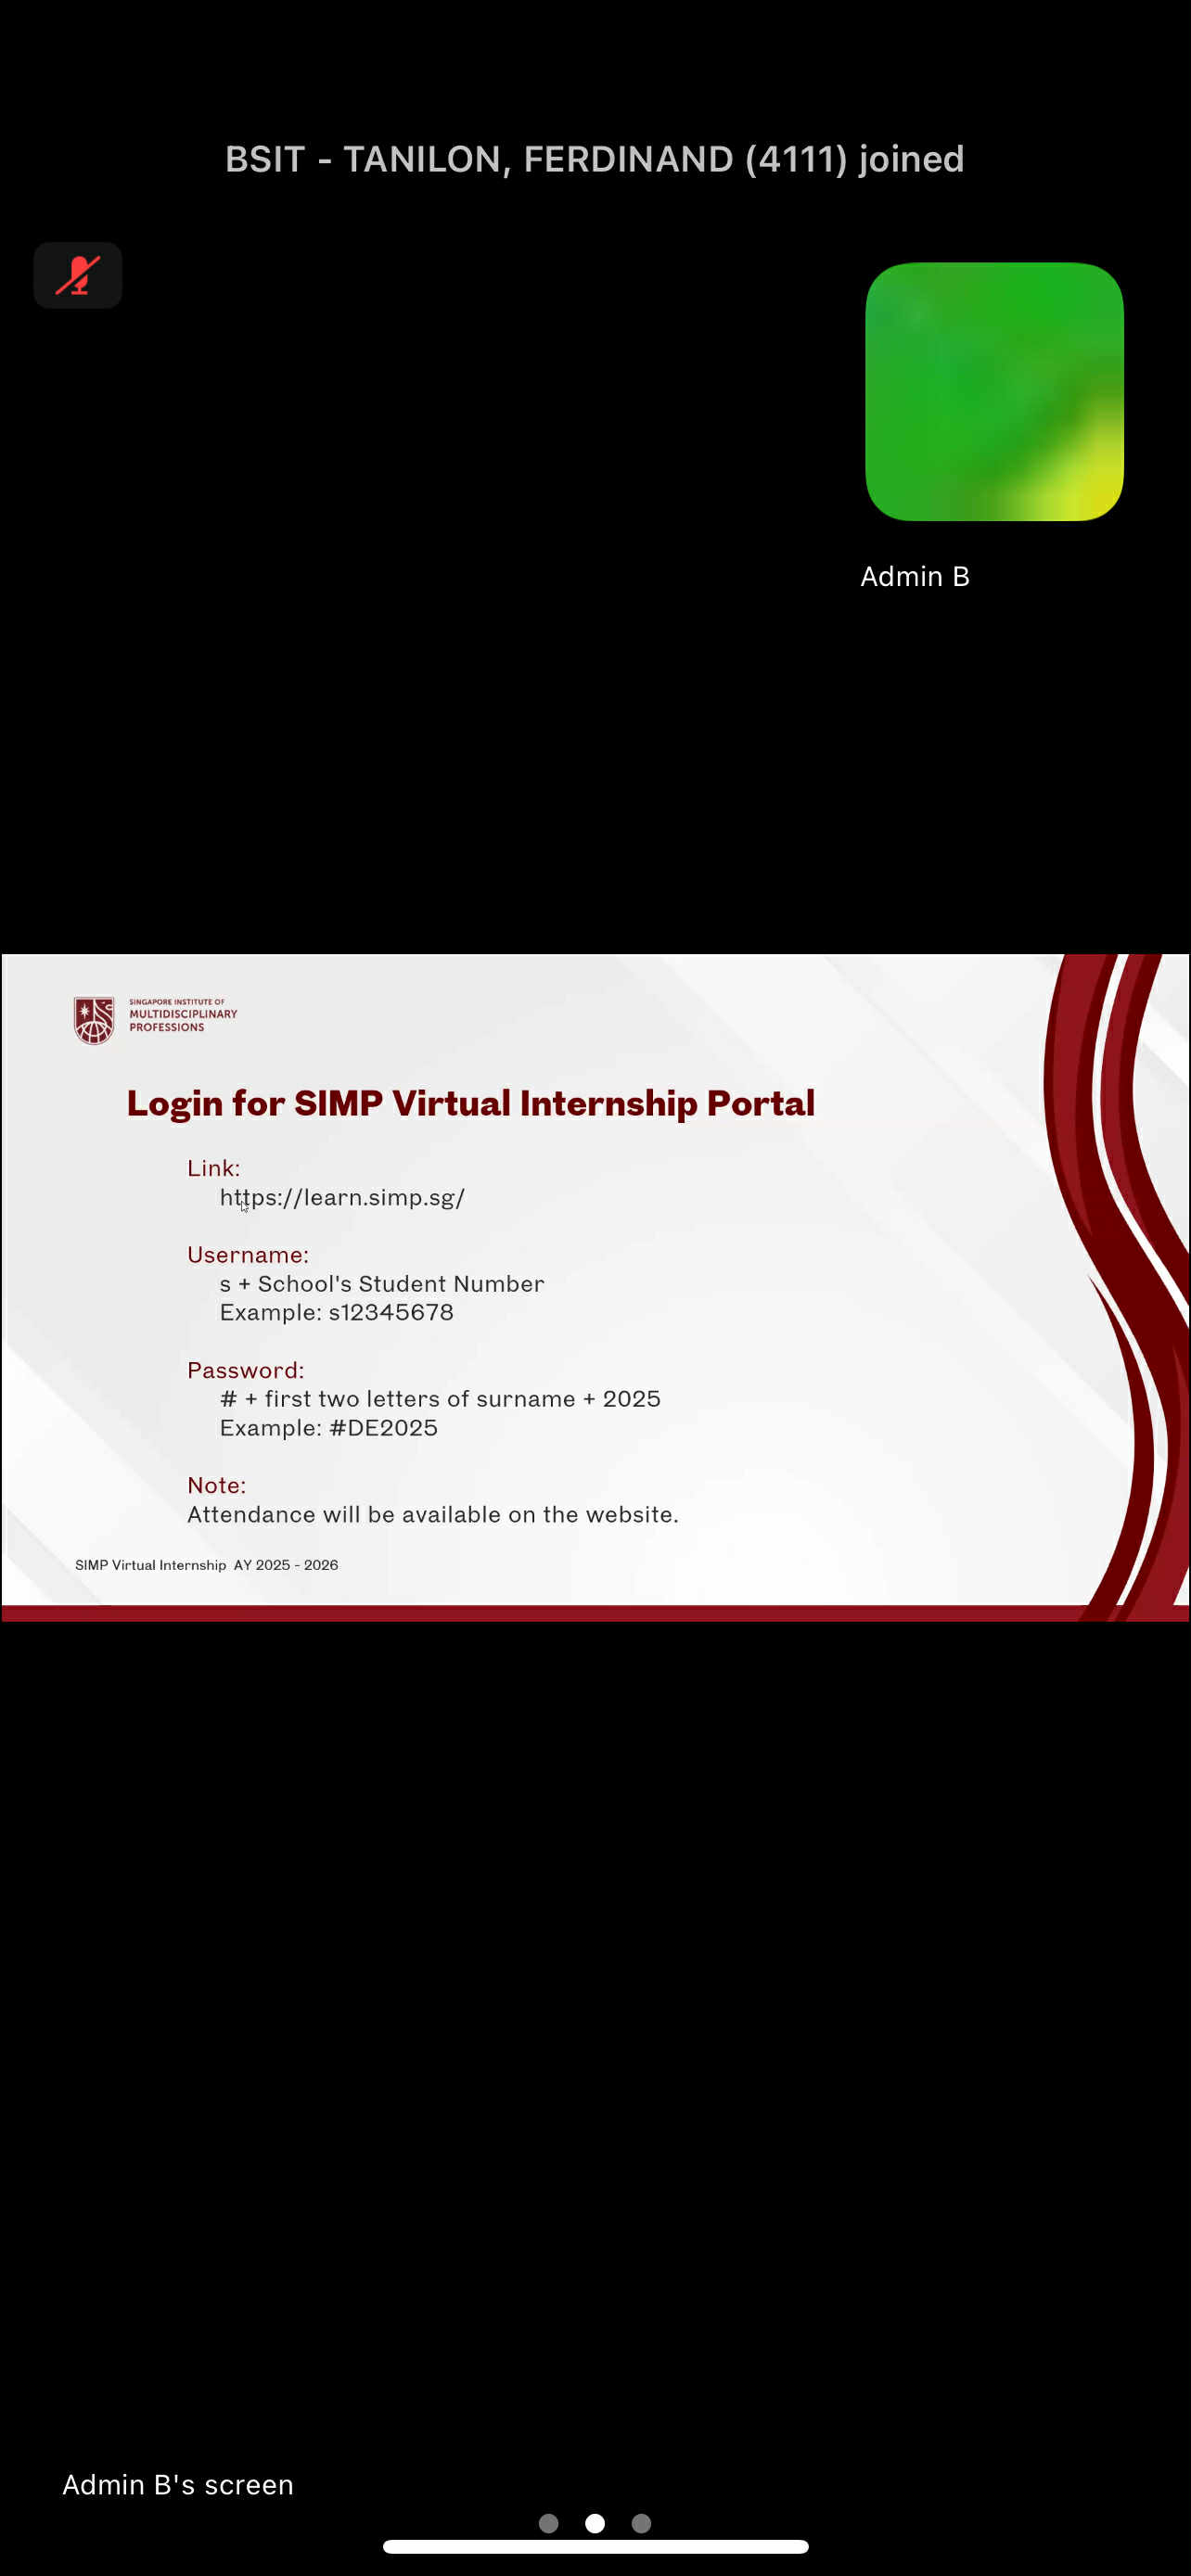 BSIT - TANILON, FERDINAND (4111) joined
Admin B
SINGAPORE INSTITUTE OF
MULTIDISCIPLINARY
PROFESSIONS
Login for SIMP Virtual Internship Portal
Link:
https://learn.simp.sg/
Username:
s + School's Student Number
Example: s12345678
Password:
# + first two letters of surname + 2025
Example: #DE2025
Note:
Attendance will be available on the website.
SIMP Virtual Internship AY 2025 - 2026
Admin B's screen